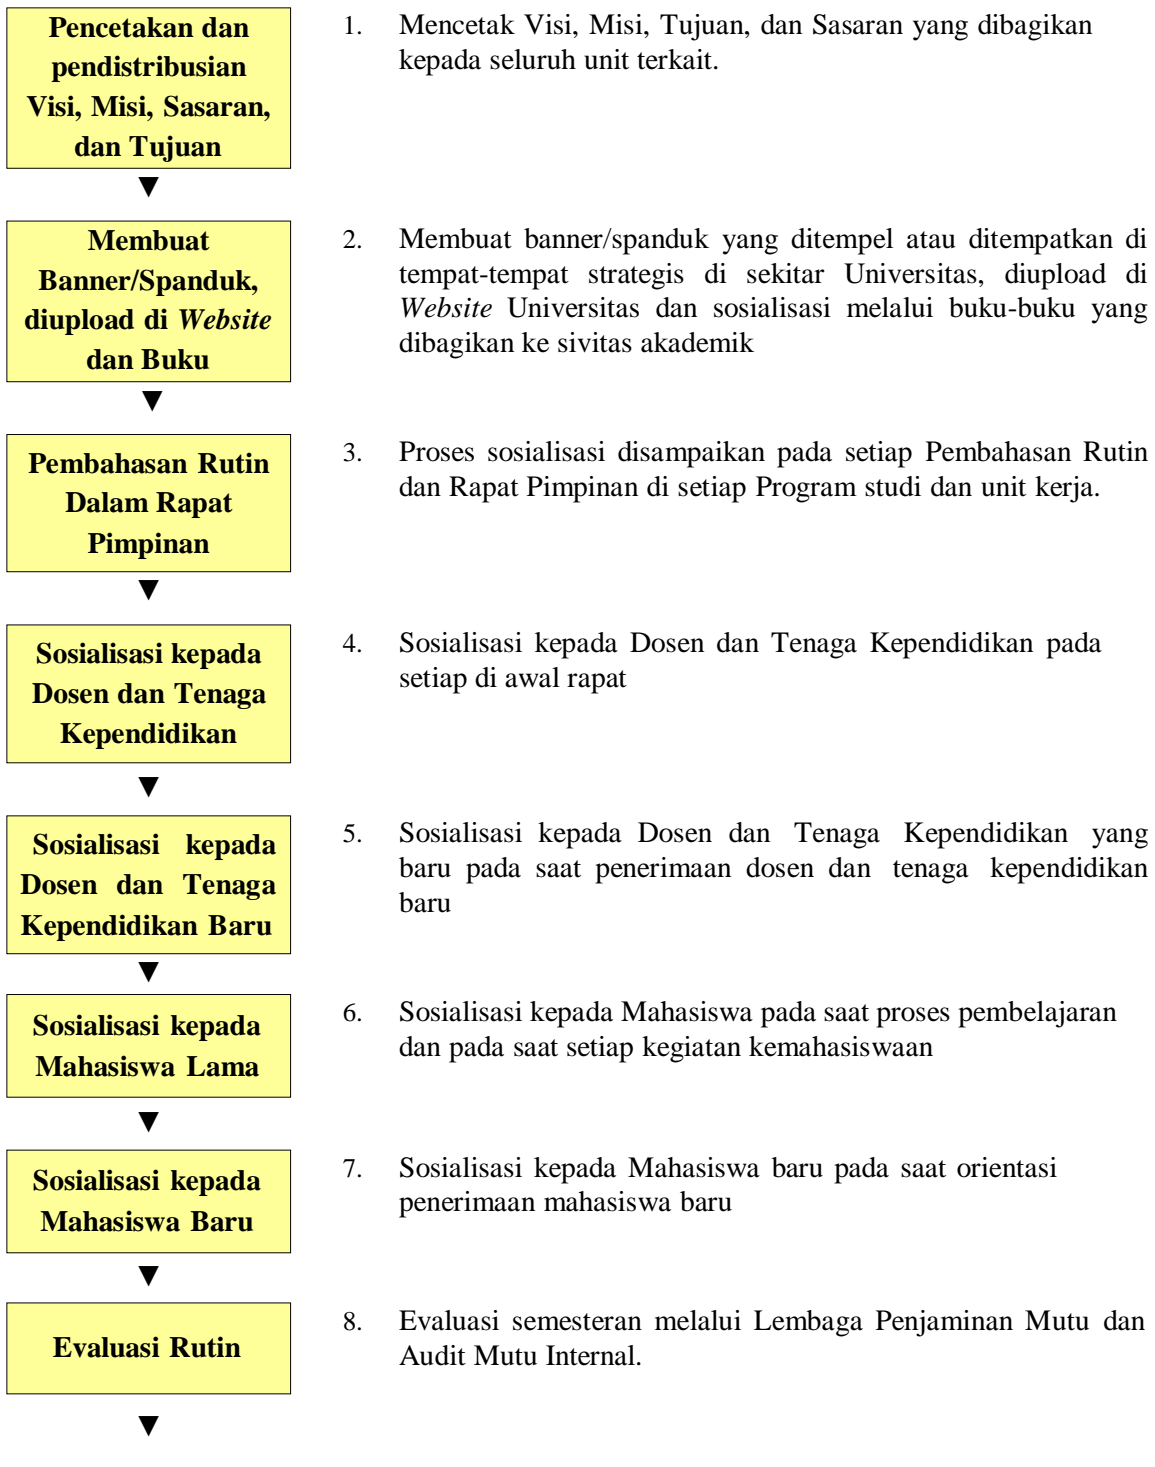 Pencetakan dan
pendistribusian
Visi, Misi, Sasaran,
dan Tujuan
1. Mencetak Visi, Misi, Tujuan, dan Sasaran yang dibagikan
kepada seluruh unit terkait.
Membuat
Banner/Spanduk,
diupload di Website
dan Buku
2. Membuat banner/spanduk yang ditempel atau ditempatkan di
tempat-tempat strategis di sekitar Universitas, diupload di
Website Universitas dan sosialisasi melalui buku-buku yang
dibagikan ke sivitas akademik
Pembahasan Rutin
Dalam Rapat
Pimpinan
3. Proses sosialisasi disampaikan pada setiap Pembahasan Rutin
dan Rapat Pimpinan di setiap Program studi dan unit kerja.
Sosialisasi kepada
Dosen dan Tenaga
Kependidikan
4. Sosialisasi kepada Dosen dan Tenaga Kependidikan pada
setiap di awal rapat
Sosialisasi kepada
Dosen dan Tenaga
Kependidikan Baru
5. Sosialisasi kepada Dosen dan Tenaga Kependidikan yang
baru pada saat penerimaan dosen dan tenaga kependidikan
baru
Sosialisasi kepada
Mahasiswa Lama
6. Sosialisasi kepada Mahasiswa pada saat proses pembelajaran
dan pada saat setiap kegiatan kemahasiswaan
Sosialisasi kepada
Mahasiswa Baru
7. Sosialisasi kepada Mahasiswa baru pada saat orientasi
penerimaan mahasiswa baru
Evaluasi Rutin
8. Evaluasi semesteran melalui Lembaga Penjaminan Mutu dan
Audit Mutu Internal.